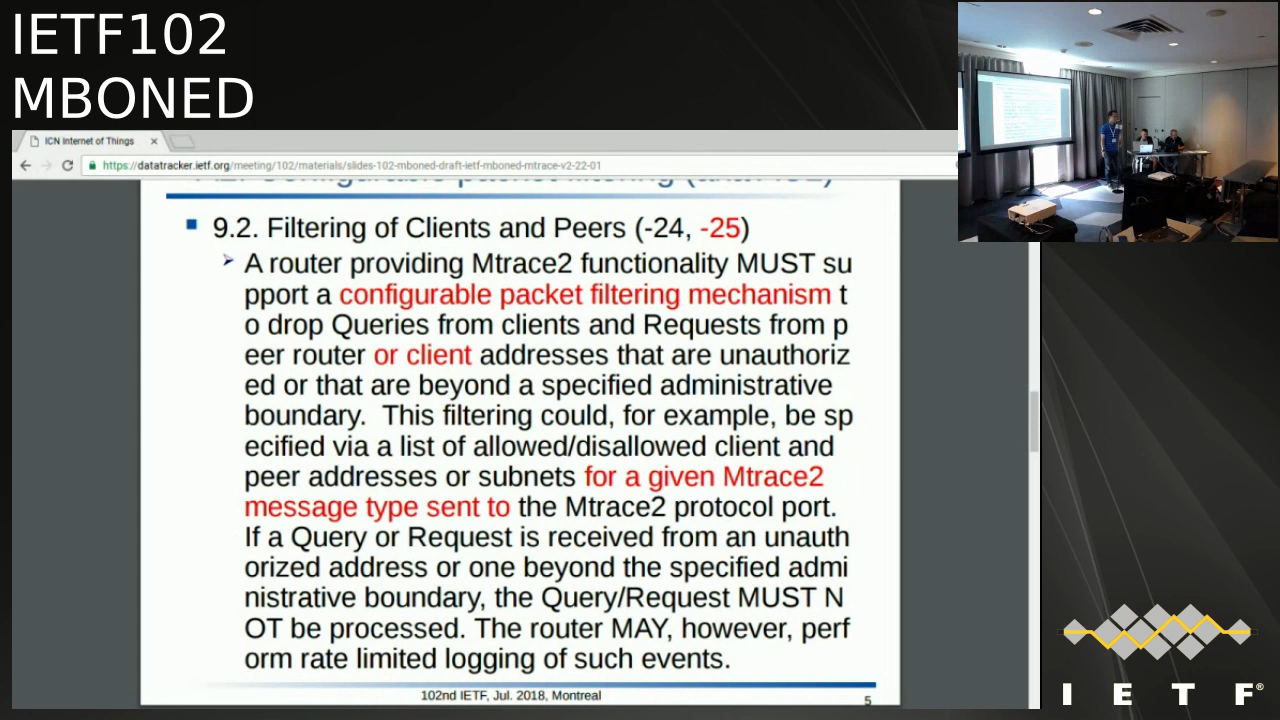 IETF102
MBONED
ICN Internet of Things
https://datatracker.ietf.org/meeting/102/materials/slides-102-mboned-draft-ietf-mboned-mtrace-v2-22-01
9.2. Filtering of Clients and Peers (-24, -25)
A router providing Mtrace2 functionality MUST su
pport a configurable packet filtering mechanism t
o drop Queries from clients and Requests from p
eer router or client addresses that are unauthoriz
ed or that are beyond a specified administrative
boundary.  This filtering could, for example, be sp
ecified via a list of allowed/disallowed client and
peer addresses or subnets for a given Mtrace2
message type sent to the Mtrace2 protocol port.
If a Query or Request is received from an unauth
orized address or one beyond the specified admi
nistrative boundary, the Query/Request MUST N
OT be processed. The router MAY, however, perf
orm rate limited logging of such events.
102nd IETF, Jul. 2018, Montreal
5
I E T F®